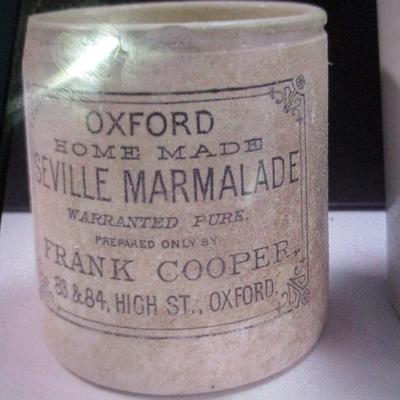 OXFORD
HOME MADE
SEVILLE MARMALADE
WARRANTED PURE.
PREPARED ONLY BY
FRANK COOPER,
83 & 84, HIGH ST., OXFORD.